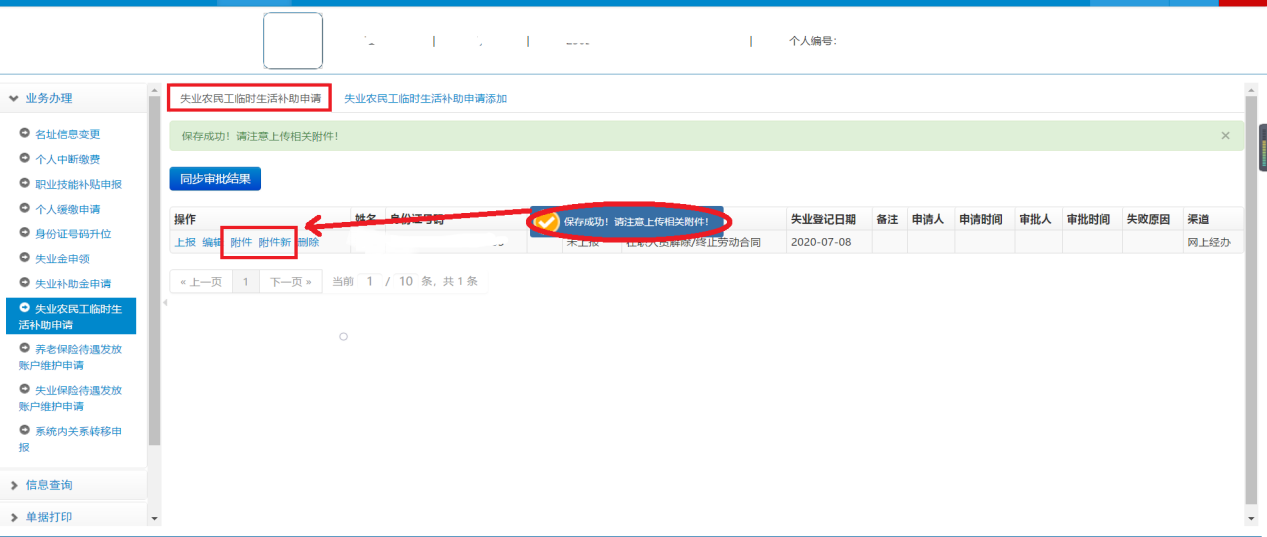 个人编号:
业务办理
名址信息变更
个人中断缴费
职业技能补贴申报
个人缓缴申请
身份证号码升位
失业金申领
失业补助金申请
失业农民工临时生
活补助申请
养老保险待遇发放
账户维护申请
失业保险待遇发放
账户维护申请
系统内关系转移申
报
信息查询
单据打印
失业农民工临时生活补助申请 失业农民工临时生活补助申请添加
保存成功！请注意上传相关附件！ ×
同步审批结果
操作 姓名 身份证号码 保存成功！请注意上传相关附件！ 失业登记日期 备注 申请人 申请时间 审批人 审批时间 失败原因 渠道
上报 编辑 附件 附件新 删除 未上报 在职人员解除/终止劳动合同 2020-07-08 网上经办
« 上一页 1 下一页 » 当前 1 / 10 条, 共 1 条